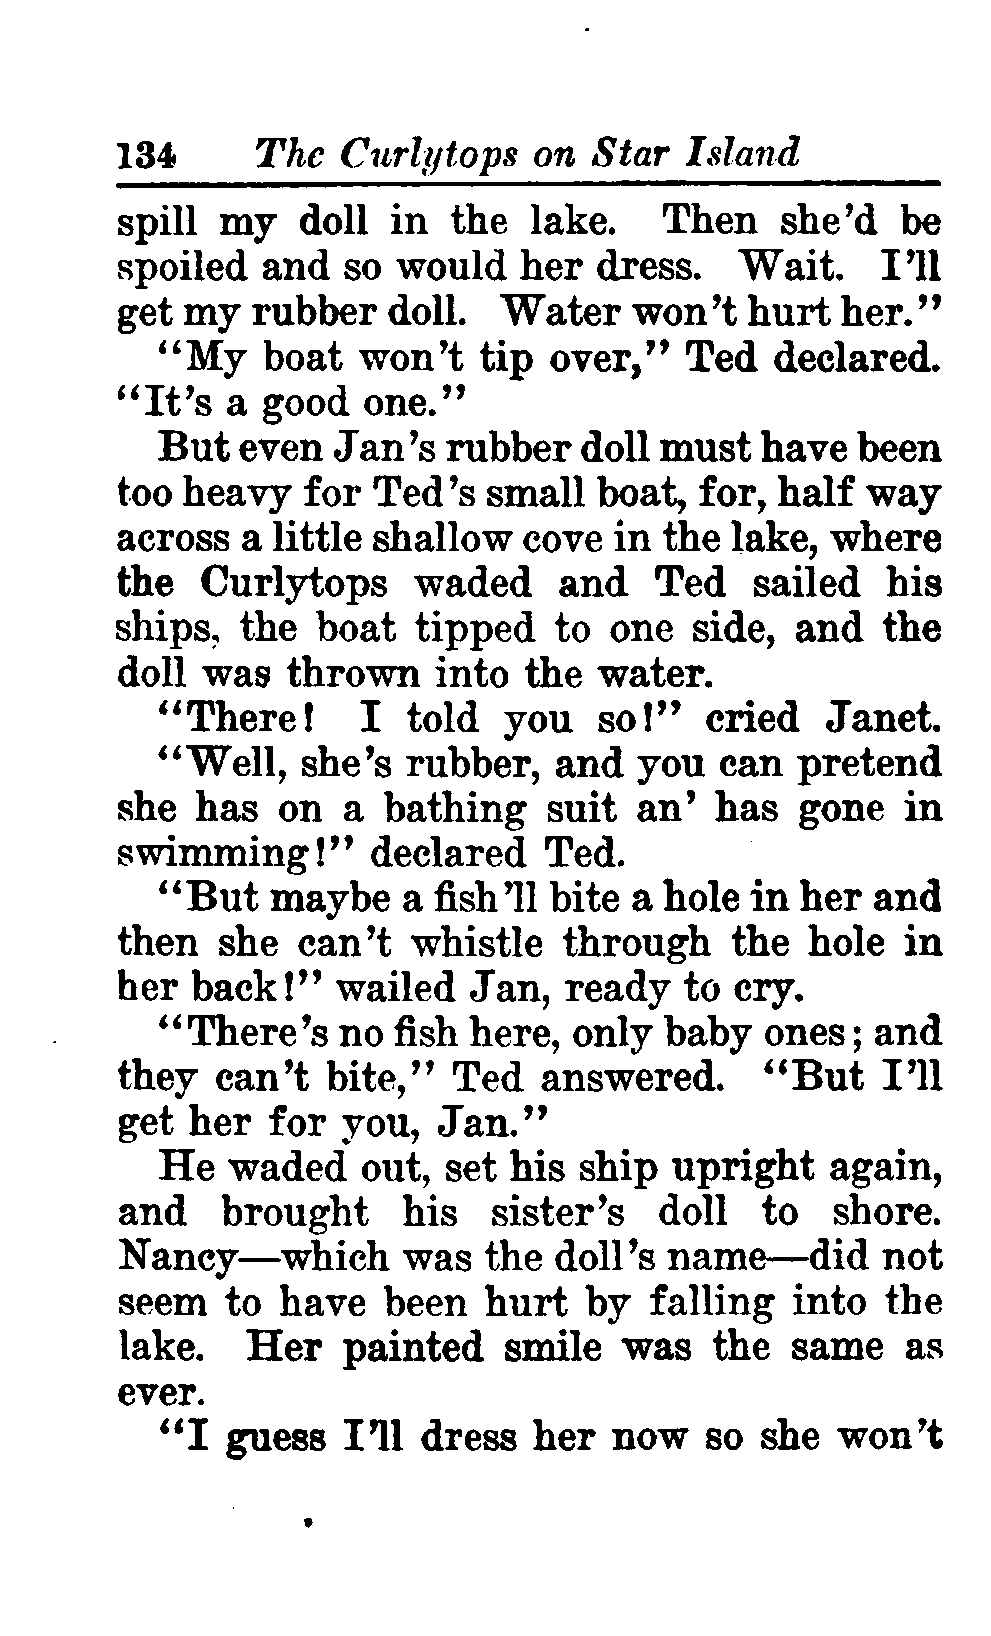 134 The Curlytops on Star Island
spill my doll in the lake. Then she'd be
spoiled and so would her dress. Wait. I'll
get my rubber doll. Water won't hurt her."
"My boat won't tip over," Ted declared.
"It's a good one."
But even Jan's rubber doll must have been
too heavy for Ted's small boat, for, half way
across a little shallow cove in the lake, where
the Curlytops waded and Ted sailed his
ships, the boat tipped to one side, and the
doll was thrown into the water.
"There! I told you so!" cried Janet.
"Well, she's rubber, and you can pretend
she has on a bathing suit an' has gone in
swimming!" declared Ted.
"But maybe a fish'll bite a hole in her and
then she can't whistle through the hole in
her back!" wailed Jan, ready to cry.
"There's no fish here, only baby ones; and
they can't bite," Ted answered. "But I'll
get her for you, Jan."
He waded out, set his ship upright again,
and brought his sister's doll to shore.
Nancy—which was the doll's name—did not
seem to have been hurt by falling into the
lake. Her painted smile was the same as
ever.
"I guess I'll dress her now so she won't